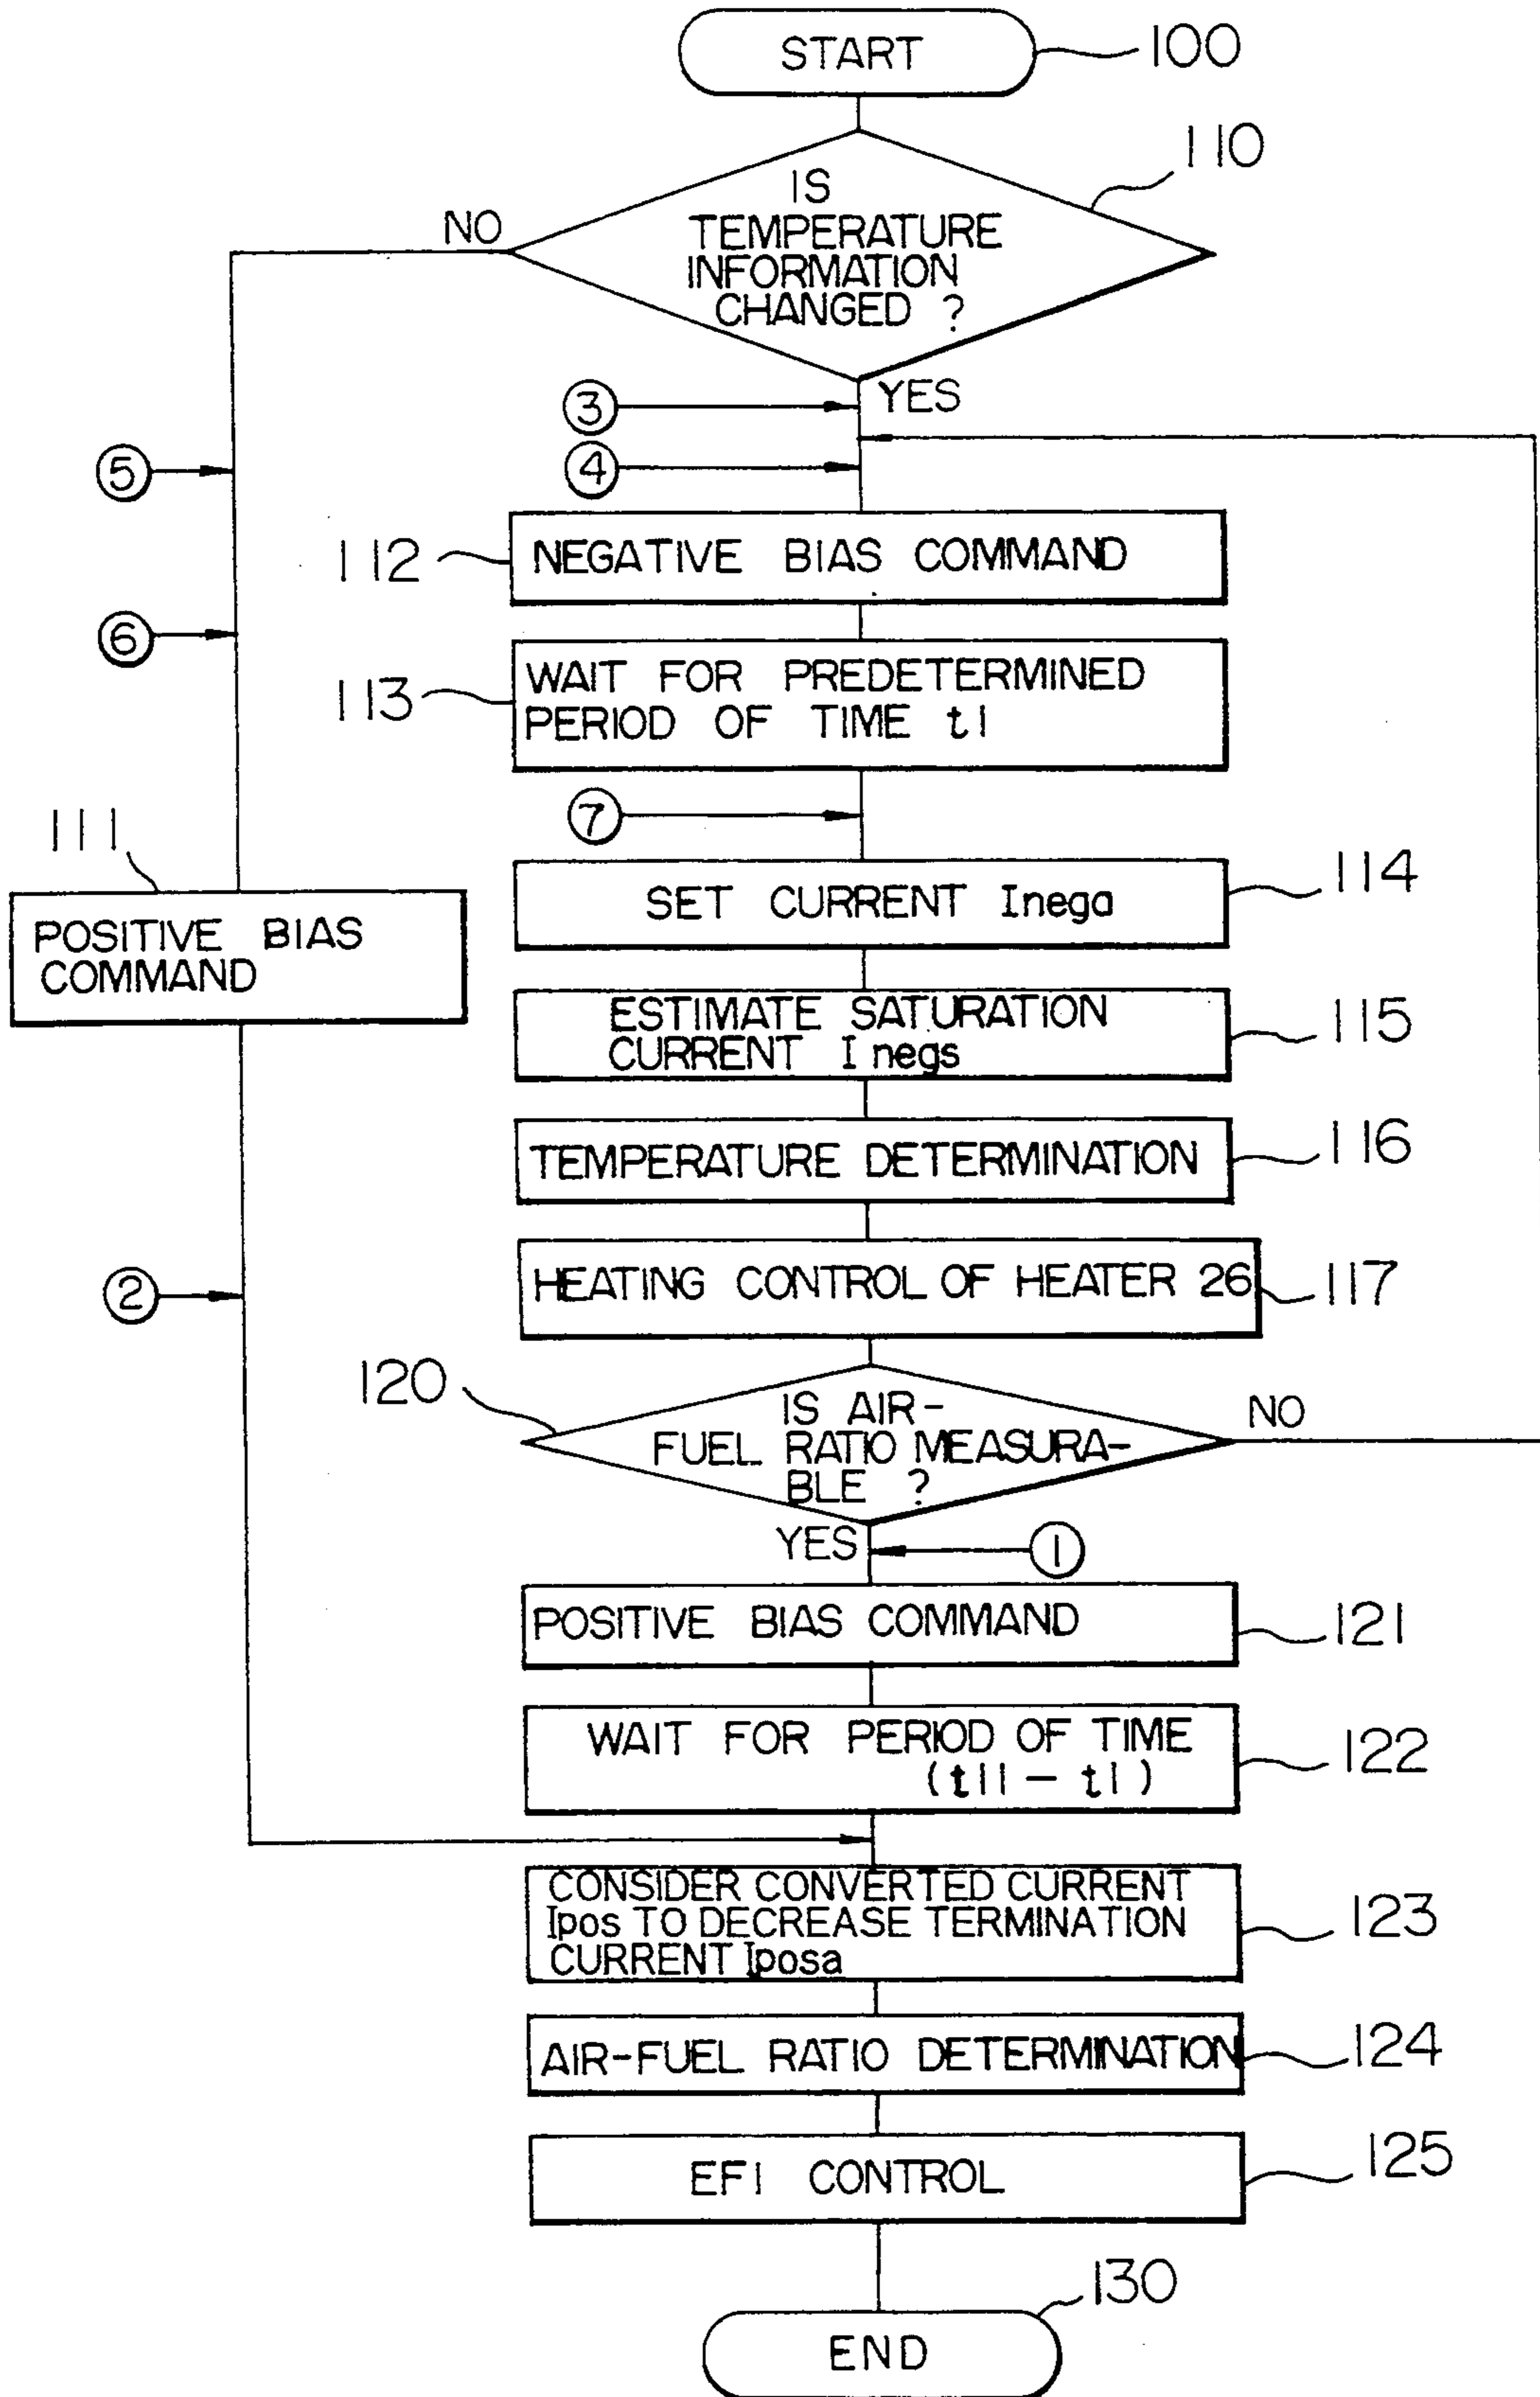 START
100
110
IS
TEMPERATURE
INFORMATION
CHANGED ?
NO
YES
③
④
⑤
⑥
112
NEGATIVE BIAS COMMAND
113
WAIT FOR PREDETERMINED
PERIOD OF TIME t1
⑦
111
POSITIVE BIAS
COMMAND
SET CURRENT Inega
114
ESTIMATE SATURATION
CURRENT I negs
115
TEMPERATURE DETERMINATION
116
HEATING CONTROL OF HEATER 26
117
②
120
IS AIR-
FUEL RATIO MEASURA-
BLE ?
NO
YES
①
POSITIVE BIAS COMMAND
121
WAIT FOR PERIOD OF TIME
(t11 - t1)
122
CONSIDER CONVERTED CURRENT
Ipos TO DECREASE TERMINATION
CURRENT Iposa
123
AIR-FUEL RATIO DETERMINATION
124
EFI CONTROL
125
130
END